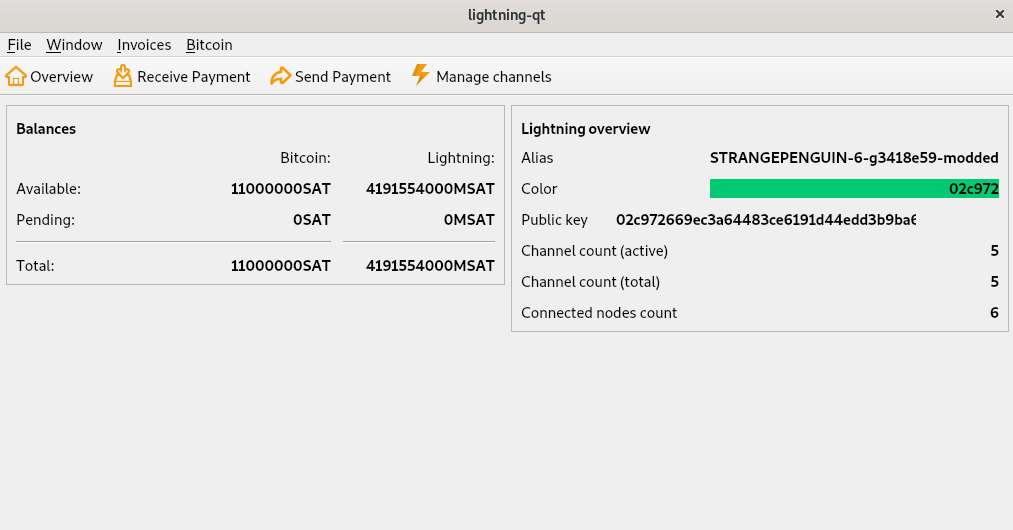 lightning-qt
File Window Invoices Bitcoin
Overview Receive Payment Send Payment Manage channels
Balances
Bitcoin: Lightning:
Available: 11000000SAT 4191554000MSAT
Pending: 0SAT 0MSAT
Total: 11000000SAT 4191554000MSAT
Lightning overview
Alias STRANGEPENGUIN-6-g3418e59-modded
Color 02c972
Public key 02c972669ec3a64483ce6191d44edd3b9ba6
Channel count (active) 5
Channel count (total) 5
Connected nodes count 6